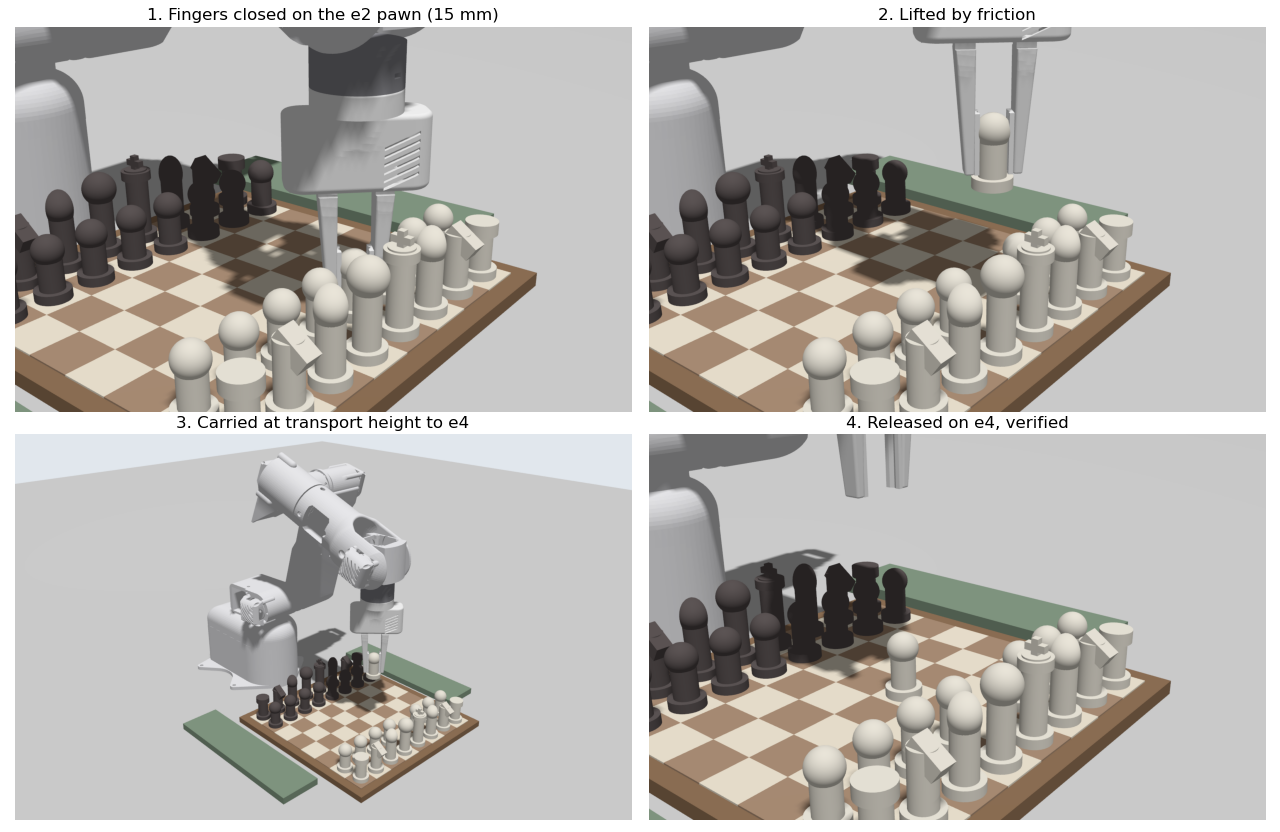 1. Fingers closed on the e2 pawn (15 mm)
2. Lifted by friction
3. Carried at transport height to e4
4. Released on e4, verified